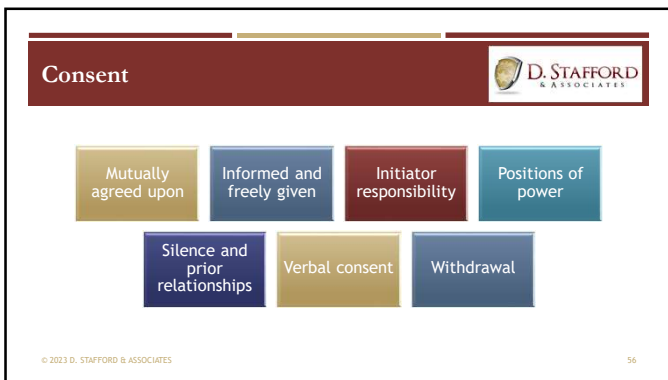 Consent
D. STAFFORD
& ASSOCIATES
Mutually
agreed upon
Informed and
freely given
Initiator
responsibility
Positions of
power
Silence and
prior
relationships
Verbal consent
Withdrawal
© 2023 D. STAFFORD & ASSOCIATES
56